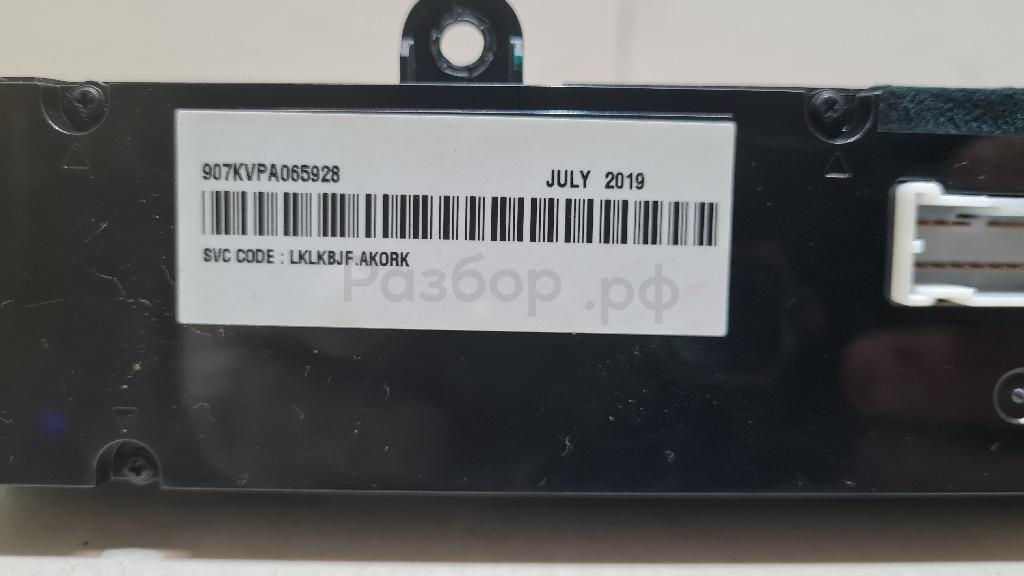 907KVPA065928
JULY 2019
SVC CODE : LKLKBJF.AKORK
Разбор.рф